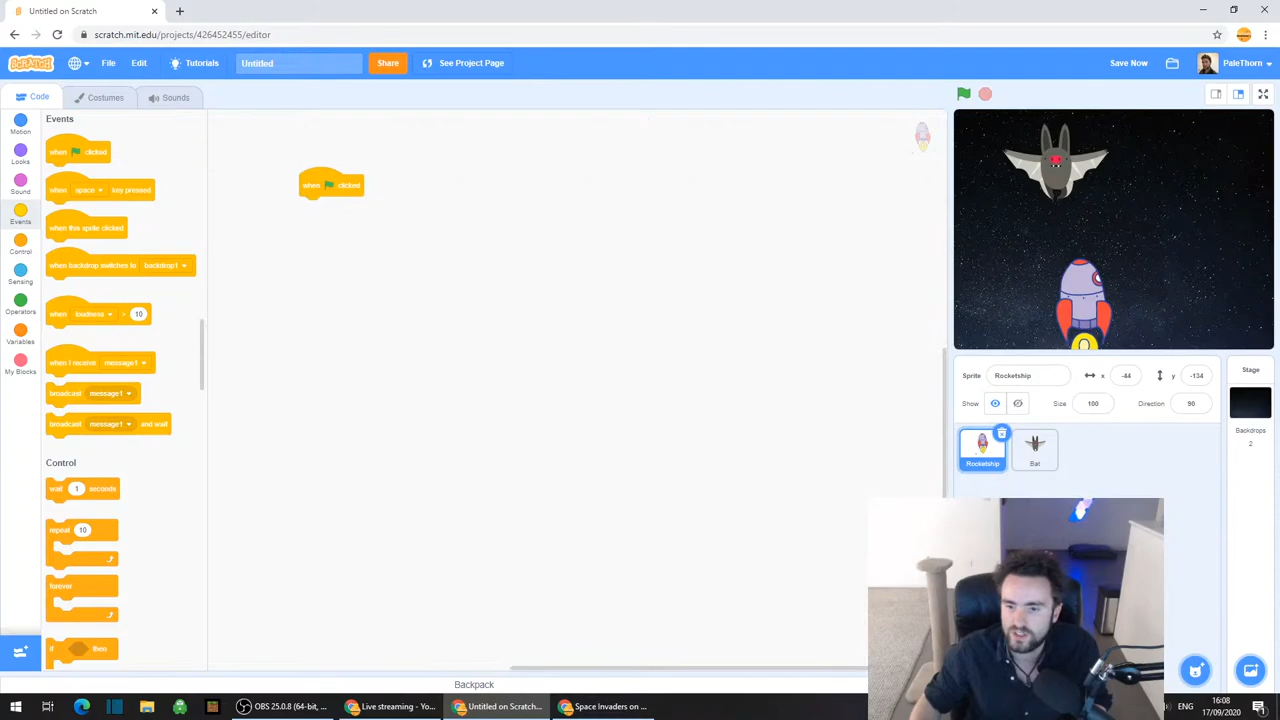 Untitled on Scratch
scratch.mit.edu/projects/426452455/editor
SCRATCH
File
Edit
Tutorials
Untitled
Share
See Project Page
Save Now
PaleThorn
Code
Costumes
Sounds
Motion
Looks
Sound
Events
Control
Sensing
Operators
Variables
My Blocks
Events
when clicked
when space key pressed
when this sprite clicked
when backdrop switches to backdrop1
when loudness > 10
when I receive message1
broadcast message1
broadcast message1 and wait
Control
wait 1 seconds
repeat 10
forever
if then
when clicked
Sprite Rocketship x -44 y -134
Show Size 100 Direction 90
Rocketship
Bat
Stage
Backdrops
2
Backpack
OBS 25.0.8 (64-bit, ...
Live streaming - Yo...
Untitled on Scratch...
Space Invaders on ...
ENG
16:08
17/09/2020
1